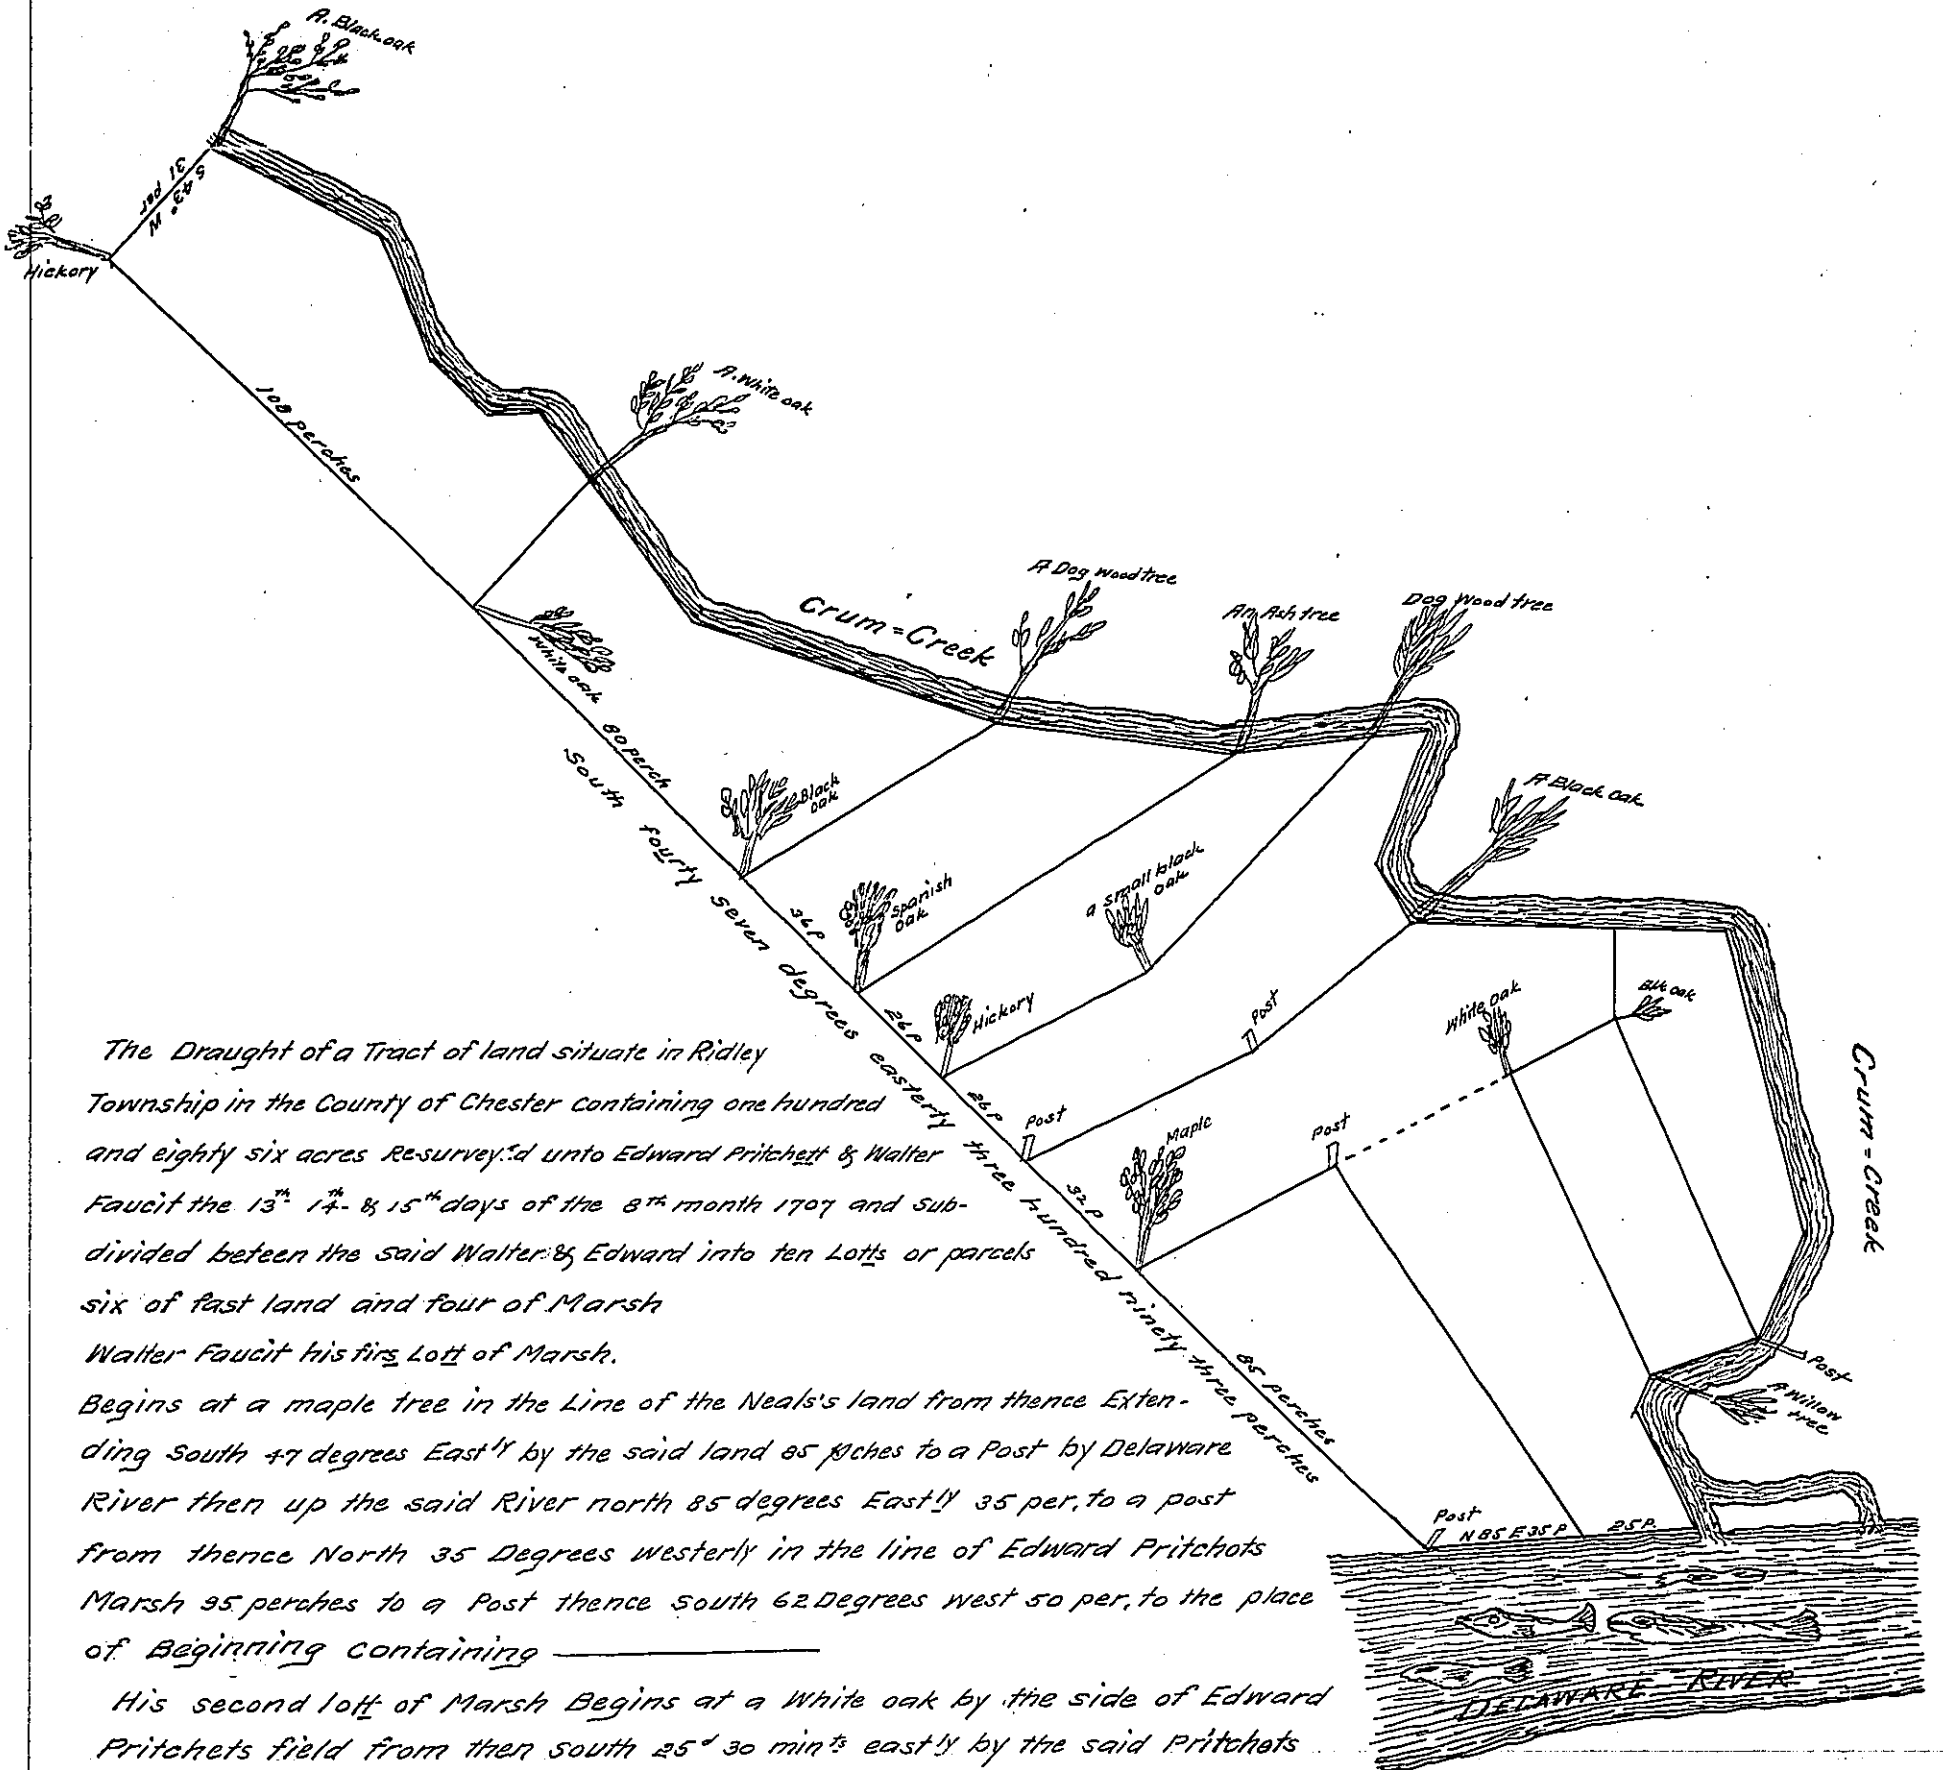 A. Black oak
S 43° W
31 per
Hickory
108 perches
A. White oak
White oak
80 perch
Crum=Creek
A Dog Wood tree
An Ash tree
Dog Wood tree
Black
oak
A Black oak
36 P
Spanish
oak
a small black
oak
26 P
Hickory
Post
White oak
Blk oak
Crum=Creek
26 P
Post
Maple
Post
32 P
South fourty seven degrees easterty three hundred ninety three perches
85 perches
Post
A Willow
tree
Post
N 85 E 35 P
25 P.
DELAWARE RIVER
The Draught of a Tract of land situate in Ridley
Township in the County of Chester containing one hundred
and eighty six acres Resurvey'd unto Edward Pritchett & Walter
Faucit the 13th 14th & 15th days of the 8th month 1707 and sub-
divided beteen the said Walter & Edward into ten Lotts or parcels
six of fast land and four of Marsh
Walter Faucit his firs Lott of Marsh.
Begins at a maple tree in the Line of the Neals's land from thence Exten-
ding South 47 degrees East'ly by the said land 85 pches to a Post by Delaware
River then up the said River north 85 degrees East'ly 35 per, to a post
from thence North 35 Degrees Westerly in the line of Edward Pritchots
Marsh 95 perches to a Post thence South 62 Degrees West 50 per, to the place
of Beginning containing
His second lott of Marsh Begins at a White oak by the side of Edward
Pritchets field from then South 25d 30 mints east'ly by the said Pritchets